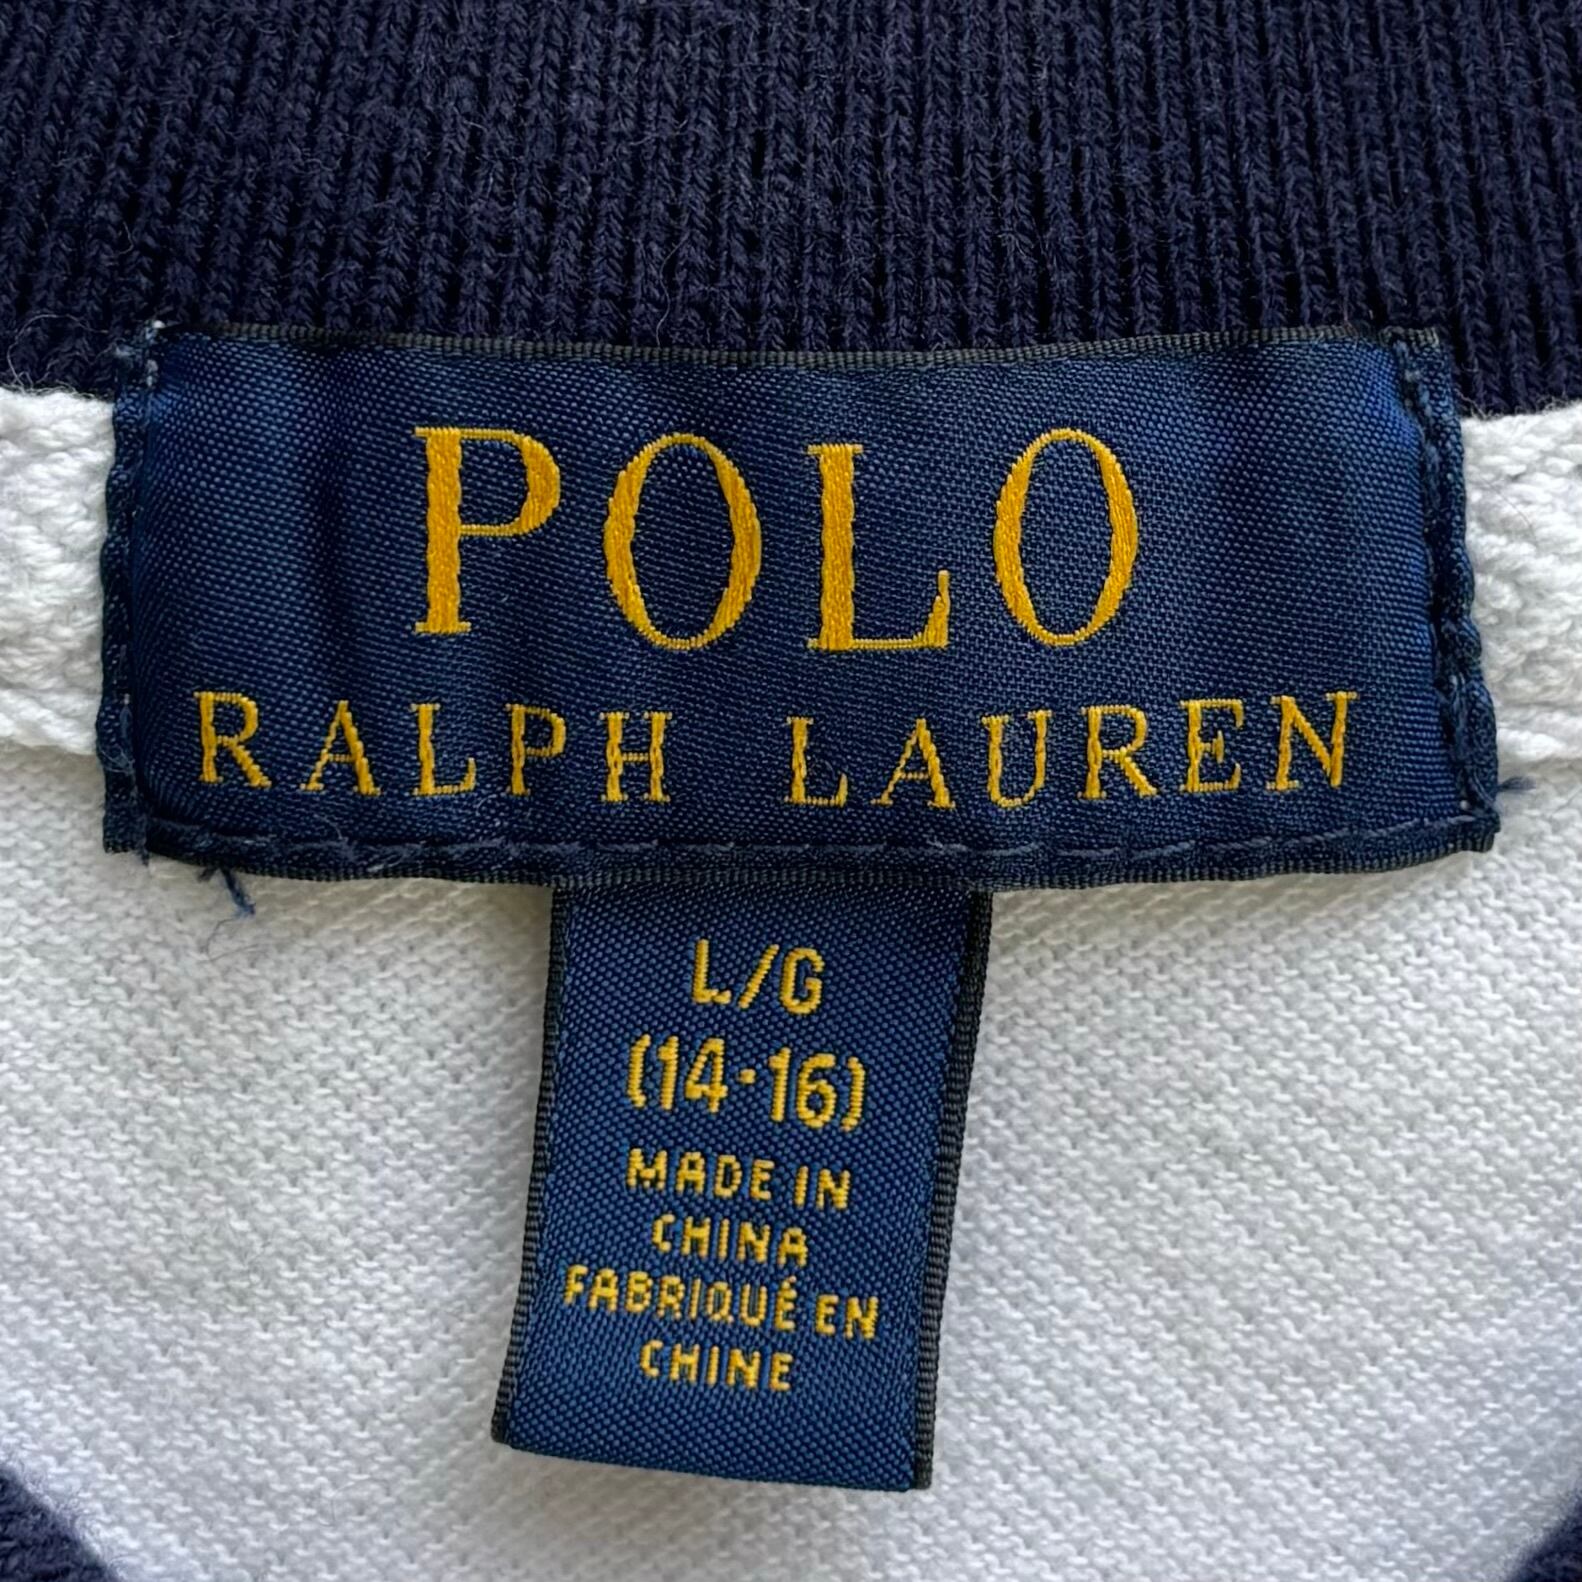 POLO
RALPH LAUREN
L/G
(14-16)
MADE IN
CHINA
FABRIQUÉ EN
CHINE